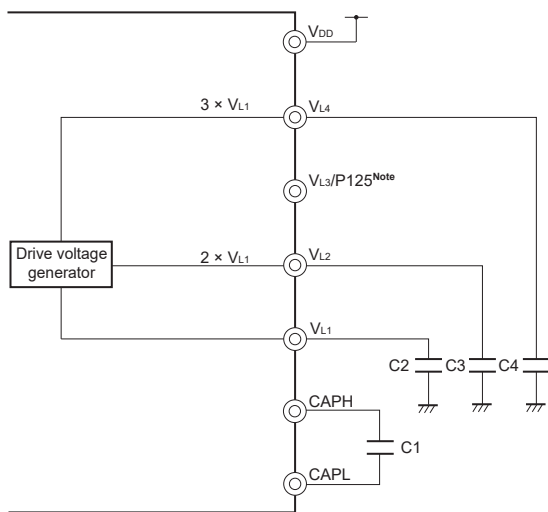 VDD
3 × VL1
VL4
VL3/P125Note
Drive voltage
generator
2 × VL1
VL2
VL1
C2
C3
C4
CAPH
C1
CAPL